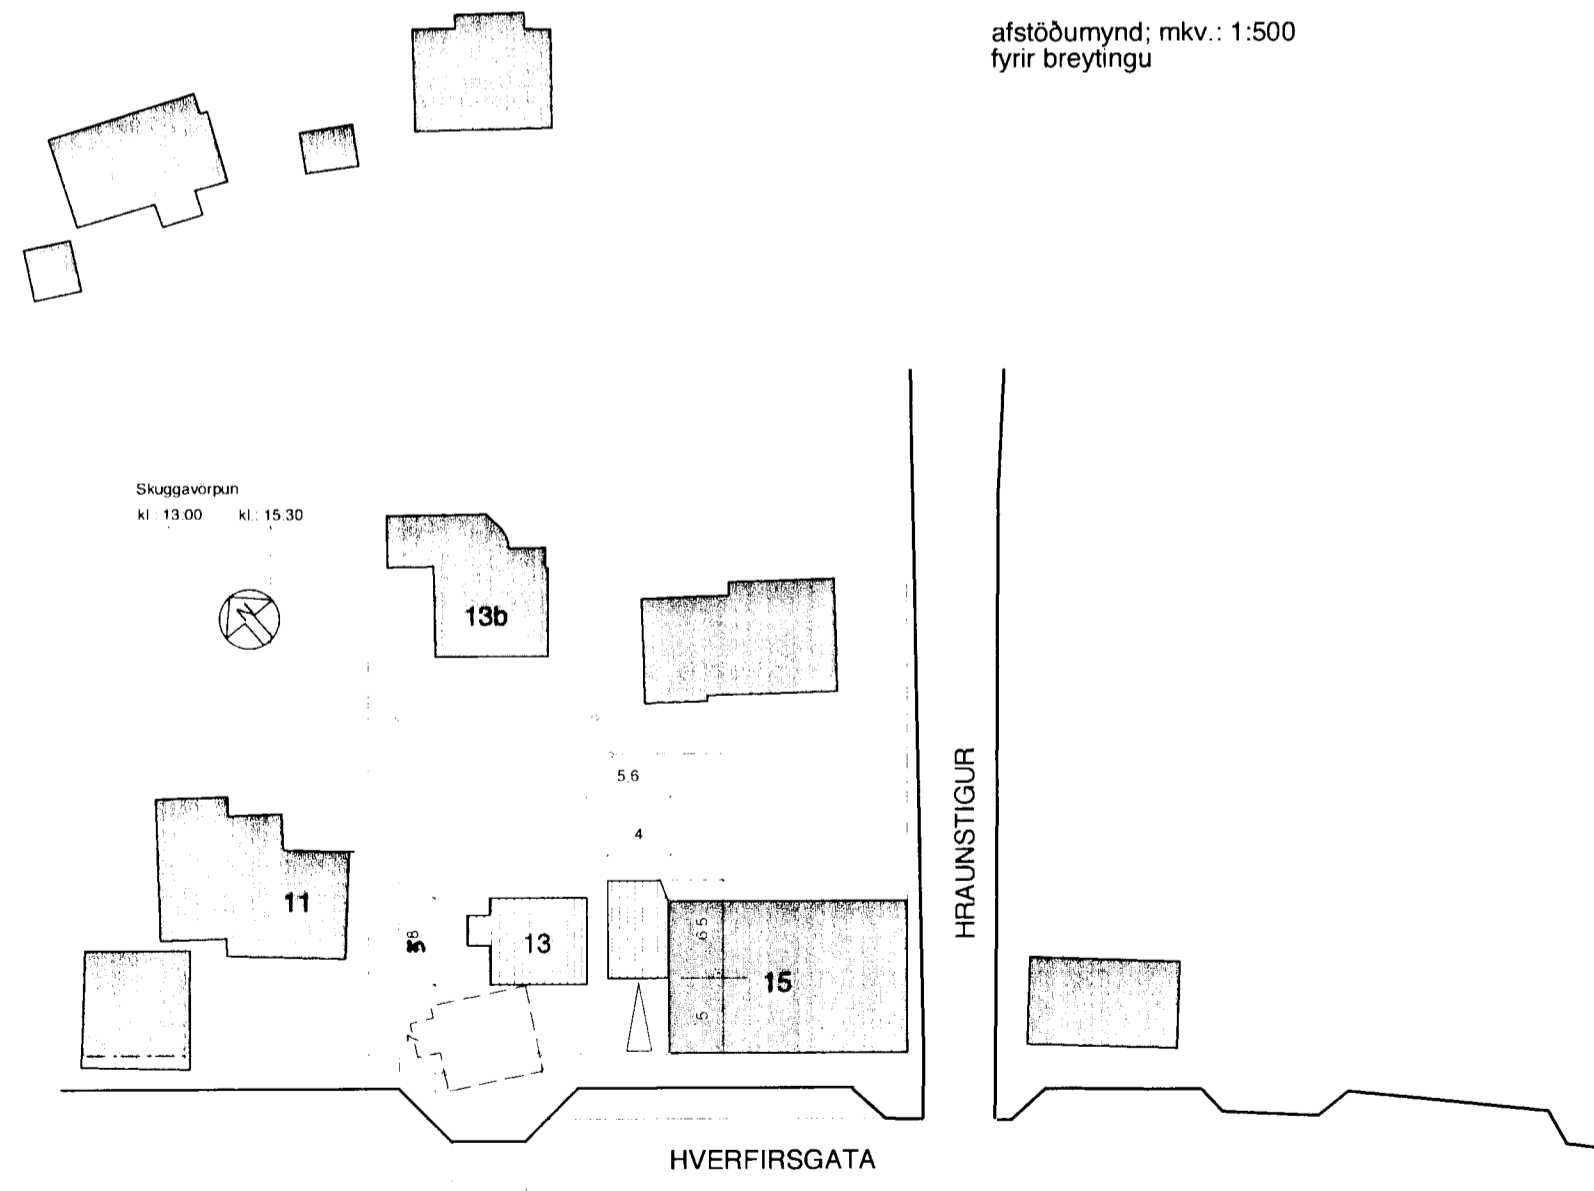 afstöðumynd; mkv.: 1:500
fyrir breytingu
Skuggavörpun
kl : 13:00 kl.: 15:30
13b
5,6
4
HRAUNSTIGUR
11
13
6 5
15
5
7
HVERFIRSGATA